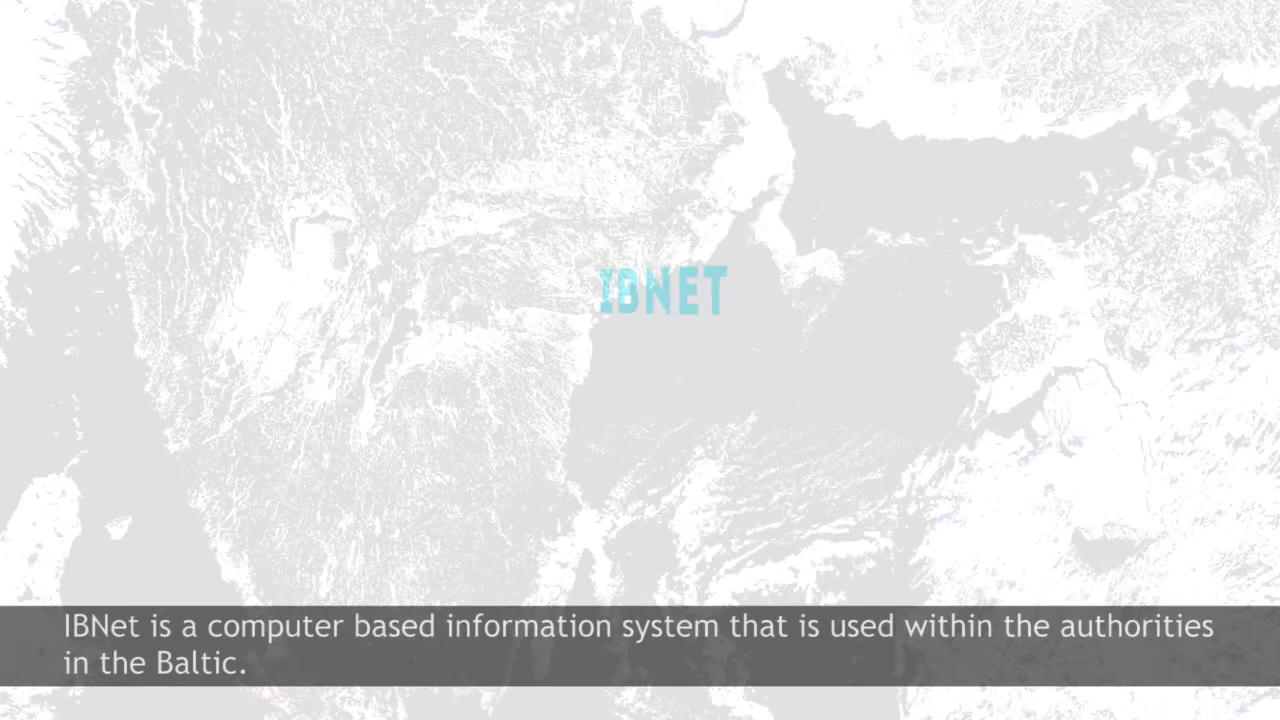 IBNET
IBNet is a computer based information system that is used within the authorities
in the Baltic.